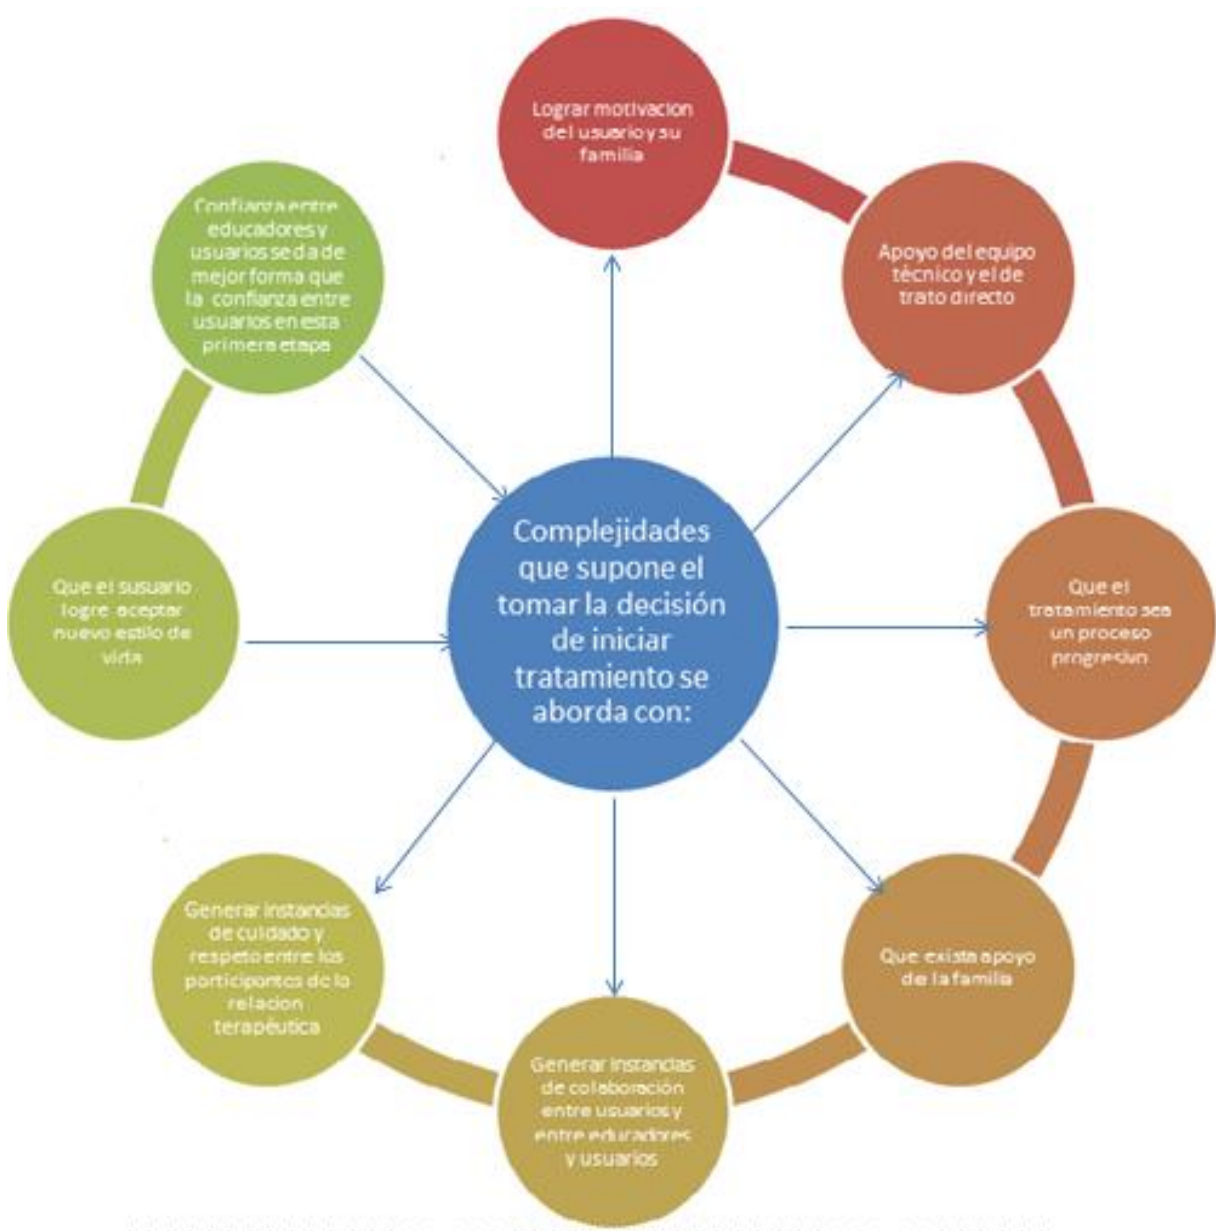 Lograr motivacion
del usuario y su
familia
Apoyo del equipo
técnico y el de
trato directo
Que el
tratamiento sea
un proceso
progresivo
Que exista apoyo
de la familia
Generar instancias
de colaboración
entre usuarios y
entre educadores
y usuarios
Generar instancias
de cuidado y
respeto entre los
participantes de la
relacion
terapéutica
Que el susuario
logre aceptar
nuevo estilo de
vida
Confianza entre
educadores y
usuarios se da de
mejor forma que
la confianza entre
usuarios en esta
primera etapa
Complejidades
que supone el
tomar la decisión
de iniciar
tratamiento se
aborda con: